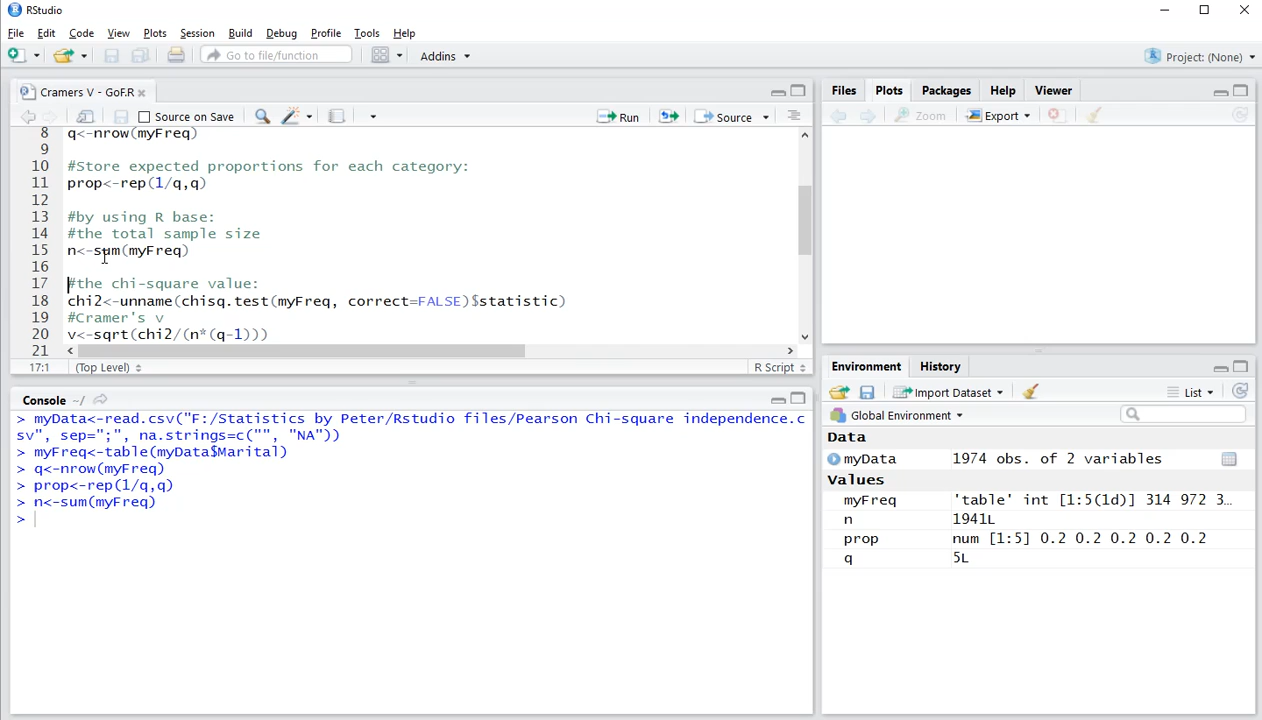 RStudio
File Edit Code View Plots Session Build Debug Profile Tools Help
Go to file/function
Addins
Project: (None)
Cramers V - GoF.R
Source on Save
Run
Source
8 q<-nrow(myFreq)
9
10 #Store expected proportions for each category:
11 prop<-rep(1/q,q)
12
13 #by using R base:
14 #the total sample size
15 n<-sum(myFreq)
16
17 #the chi-square value:
18 chi2<-unname(chisq.test(myFreq, correct=FALSE)$statistic)
19 #Cramer's v
20 v<-sqrt(chi2/(n*(q-1)))
21
17:1 (Top Level) R Script
Console ~/
> myData<-read.csv("F:/Statistics by Peter/Rstudio files/Pearson Chi-square independence.c
sv", sep=";", na.strings=c("", "NA"))
> myFreq<-table(myData$Marital)
> q<-nrow(myFreq)
> prop<-rep(1/q,q)
> n<-sum(myFreq)
>
Files Plots Packages Help Viewer
Zoom Export
Environment History
Import Dataset List
Global Environment
Data
myData 1974 obs. of 2 variables
Values
myFreq 'table' int [1:5(1d)] 314 972 3…
n 1941L
prop num [1:5] 0.2 0.2 0.2 0.2 0.2
q 5L